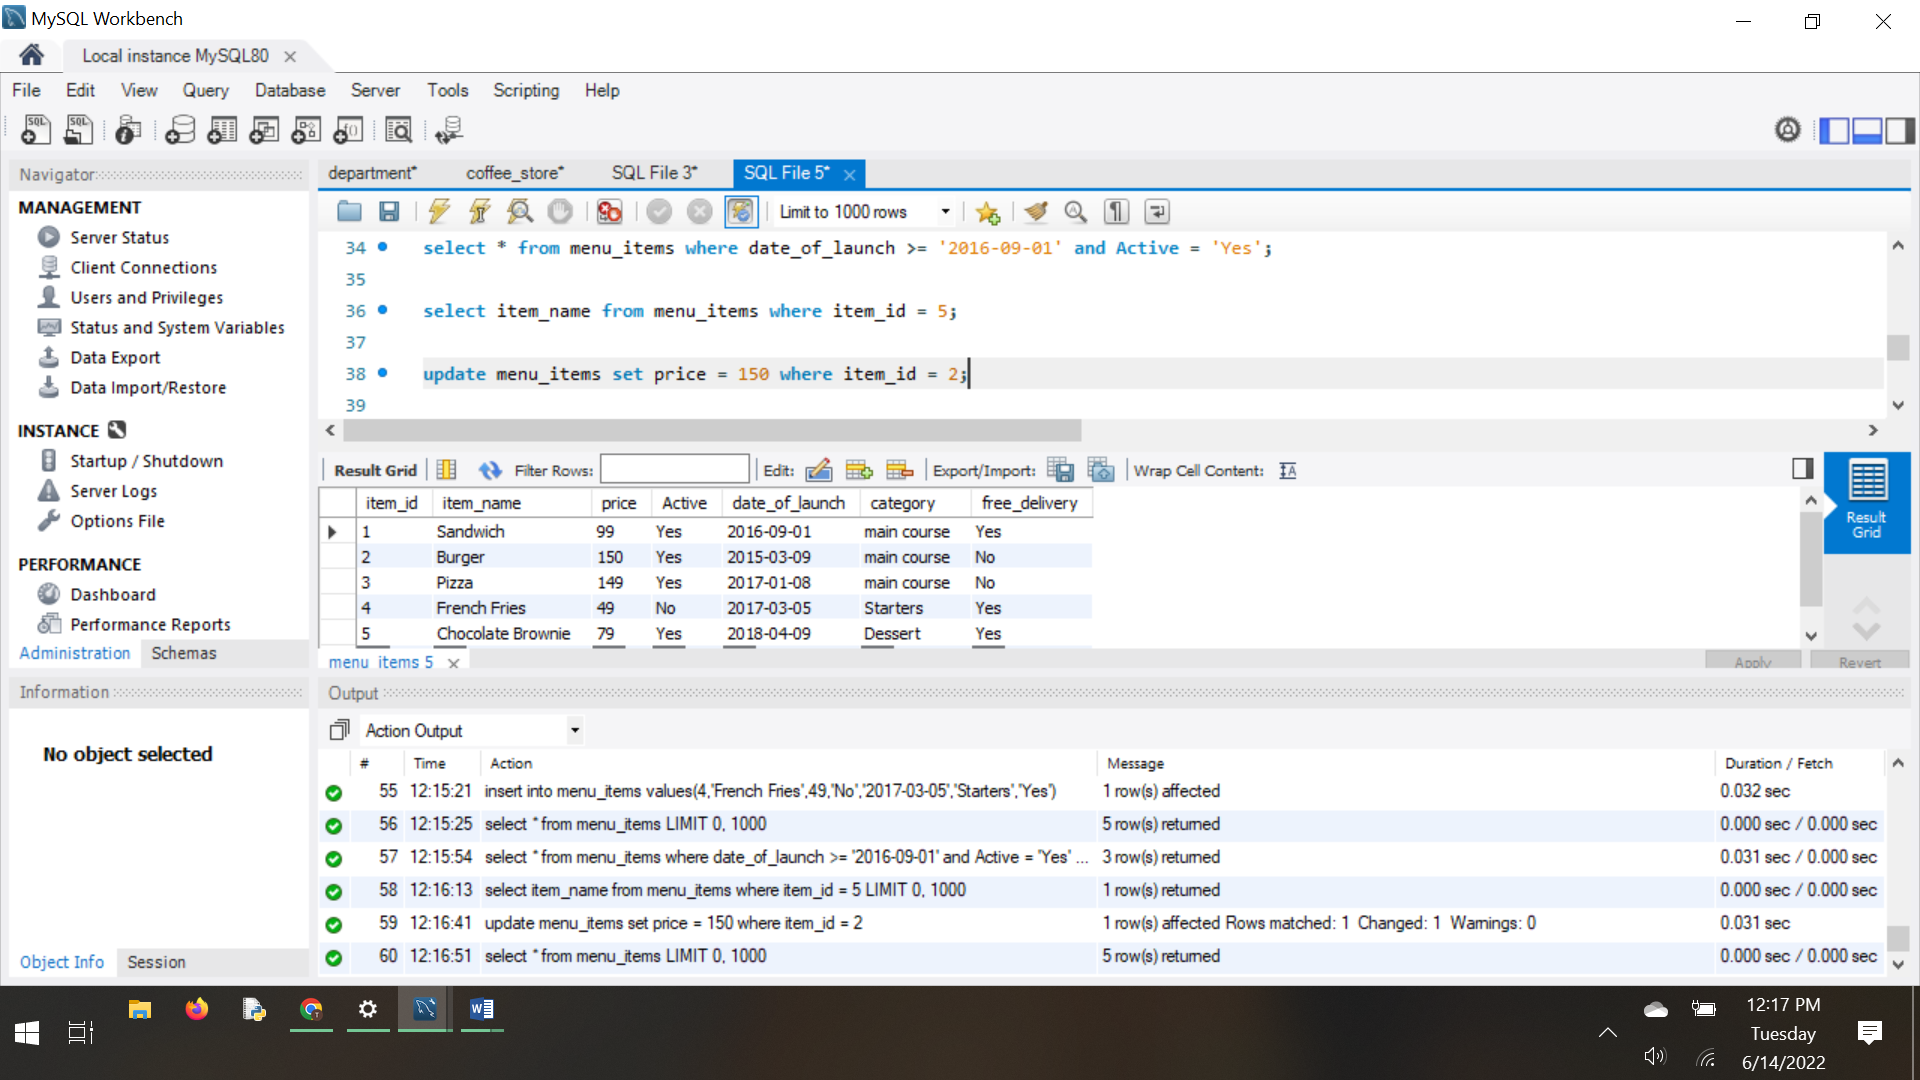 MySQL Workbench
Local instance MySQL80
File Edit View Query Database Server Tools Scripting Help
Navigator
MANAGEMENT
Server Status
Client Connections
Users and Privileges
Status and System Variables
Data Export
Data Import/Restore
INSTANCE
Startup / Shutdown
Server Logs
Options File
PERFORMANCE
Dashboard
Performance Reports
Administration Schemas
Information
No object selected
Object Info Session
department* coffee_store* SQL File 3* SQL File 5*
Limit to 1000 rows
34 select * from menu_items where date_of_launch >= '2016-09-01' and Active = 'Yes';
35
36 select item_name from menu_items where item_id = 5;
37
38 update menu_items set price = 150 where item_id = 2;
39
Result Grid Filter Rows: Edit: Export/Import: Wrap Cell Content:
item_id item_name price Active date_of_launch category free_delivery
1 Sandwich 99 Yes 2016-09-01 main course Yes
2 Burger 150 Yes 2015-03-09 main course No
3 Pizza 149 Yes 2017-01-08 main course No
4 French Fries 49 No 2017-03-05 Starters Yes
5 Chocolate Brownie 79 Yes 2018-04-09 Dessert Yes
Result
Grid
menu_items 5
Apply Revert
Output
Action Output
# Time Action Message Duration / Fetch
55 12:15:21 insert into menu_items values(4,'French Fries',49,'No','2017-03-05','Starters','Yes') 1 row(s) affected 0.032 sec
56 12:15:25 select * from menu_items LIMIT 0, 1000 5 row(s) returned 0.000 sec / 0.000 sec
57 12:15:54 select * from menu_items where date_of_launch >= '2016-09-01' and Active = 'Yes' ... 3 row(s) returned 0.031 sec / 0.000 sec
58 12:16:13 select item_name from menu_items where item_id = 5 LIMIT 0, 1000 1 row(s) returned 0.000 sec / 0.000 sec
59 12:16:41 update menu_items set price = 150 where item_id = 2 1 row(s) affected Rows matched: 1 Changed: 1 Warnings: 0 0.031 sec
60 12:16:51 select * from menu_items LIMIT 0, 1000 5 row(s) returned 0.000 sec / 0.000 sec
12:17 PM
Tuesday
6/14/2022